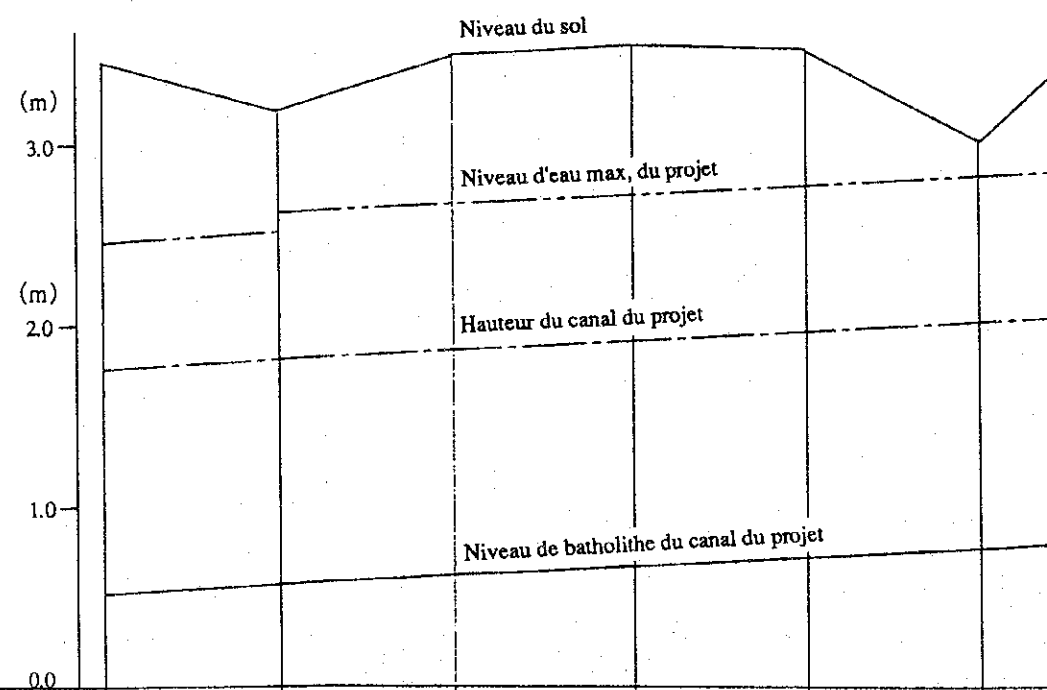 Niveau du sol
(m)
3.0
Niveau d'eau max, du projet
(m)
2.0
Hauteur du canal du projet
1.0
Niveau de batholithe du canal du projet
0.0